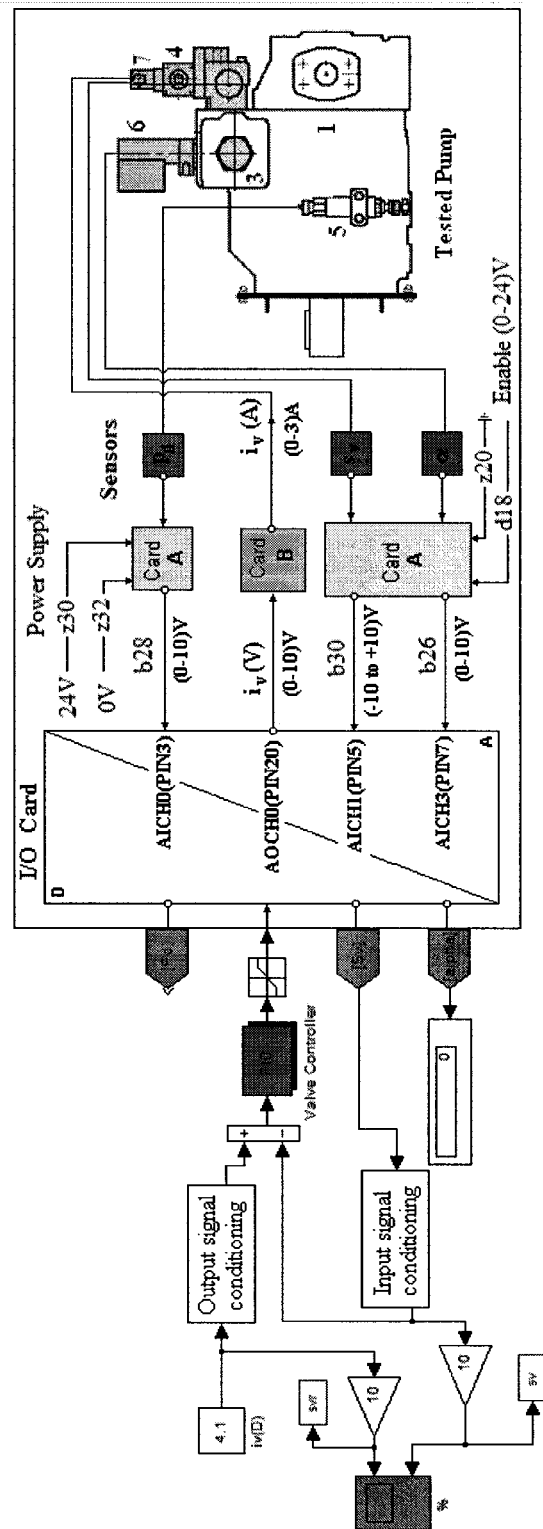 4.1
iv(D)
Output signal
conditioning
+
−
Valve Controller
10
10
svr
sv
%
Input signal
conditioning
0
I/O Card
D
A
AICH0(PIN3)
AOCH0(PIN20)
AICH1(PIN5)
AICH3(PIN7)
Power Supply
24V
z30
0V
z32
b28
(0-10)V
i_v(V)
(0-10)V
b30
(-10 to +10)V
b26
(0-10)V
Card
A
Card
B
Card
A
Sensors
i_v(A)
(0-3)A
z20
d18
Enable (0-24)V
Tested Pump
1
3
4
5
6
7